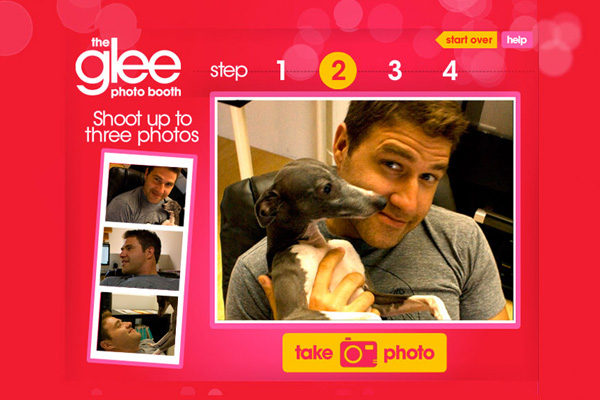 the
glee
photo booth
start over help
step 1 2 3 4
Shoot up to
three photos
take photo